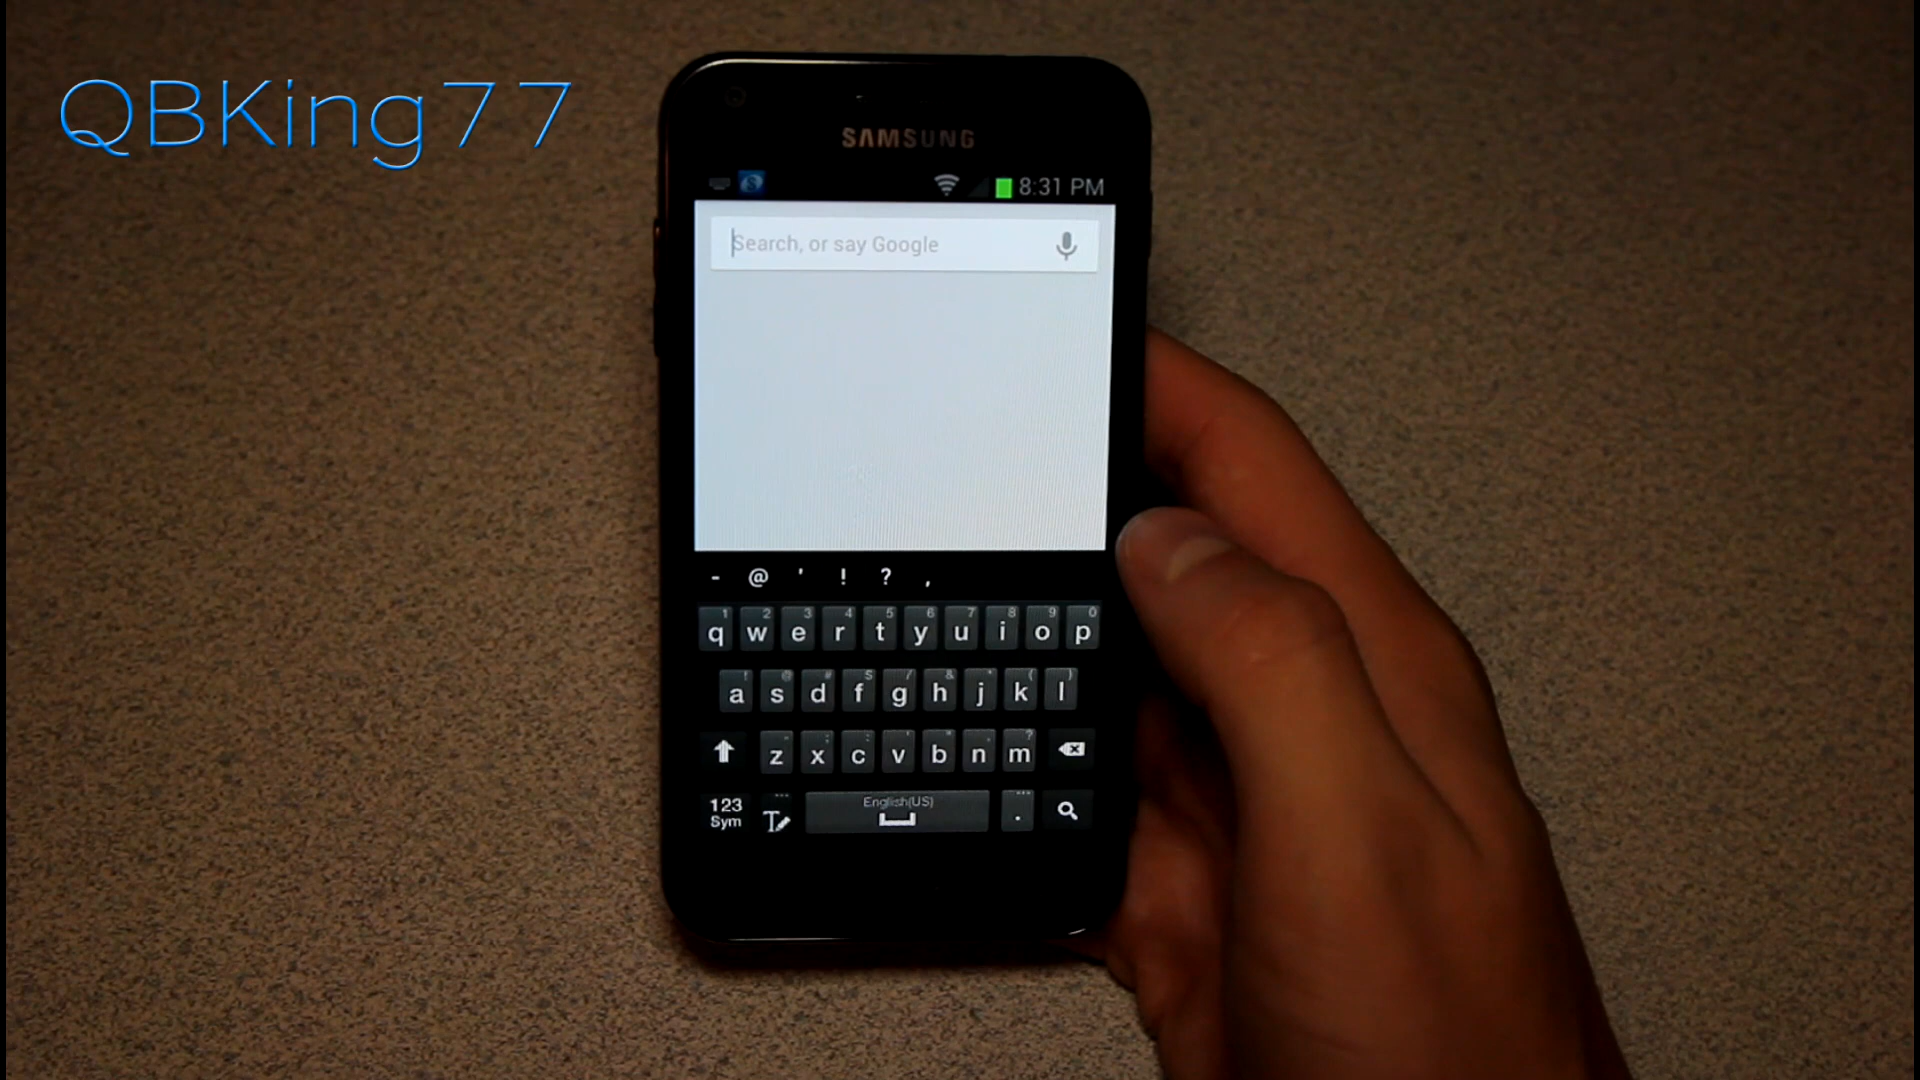 QBKing77
SAMSUNG
8:31 PM
Search, or say Google
- @ ' ! ? ,
1 2 3 4 5 6 7 8 9 0
q w e r t y u i o p
a s d f g h j k l
z x c v b n m
123
Sym
English(US)
.